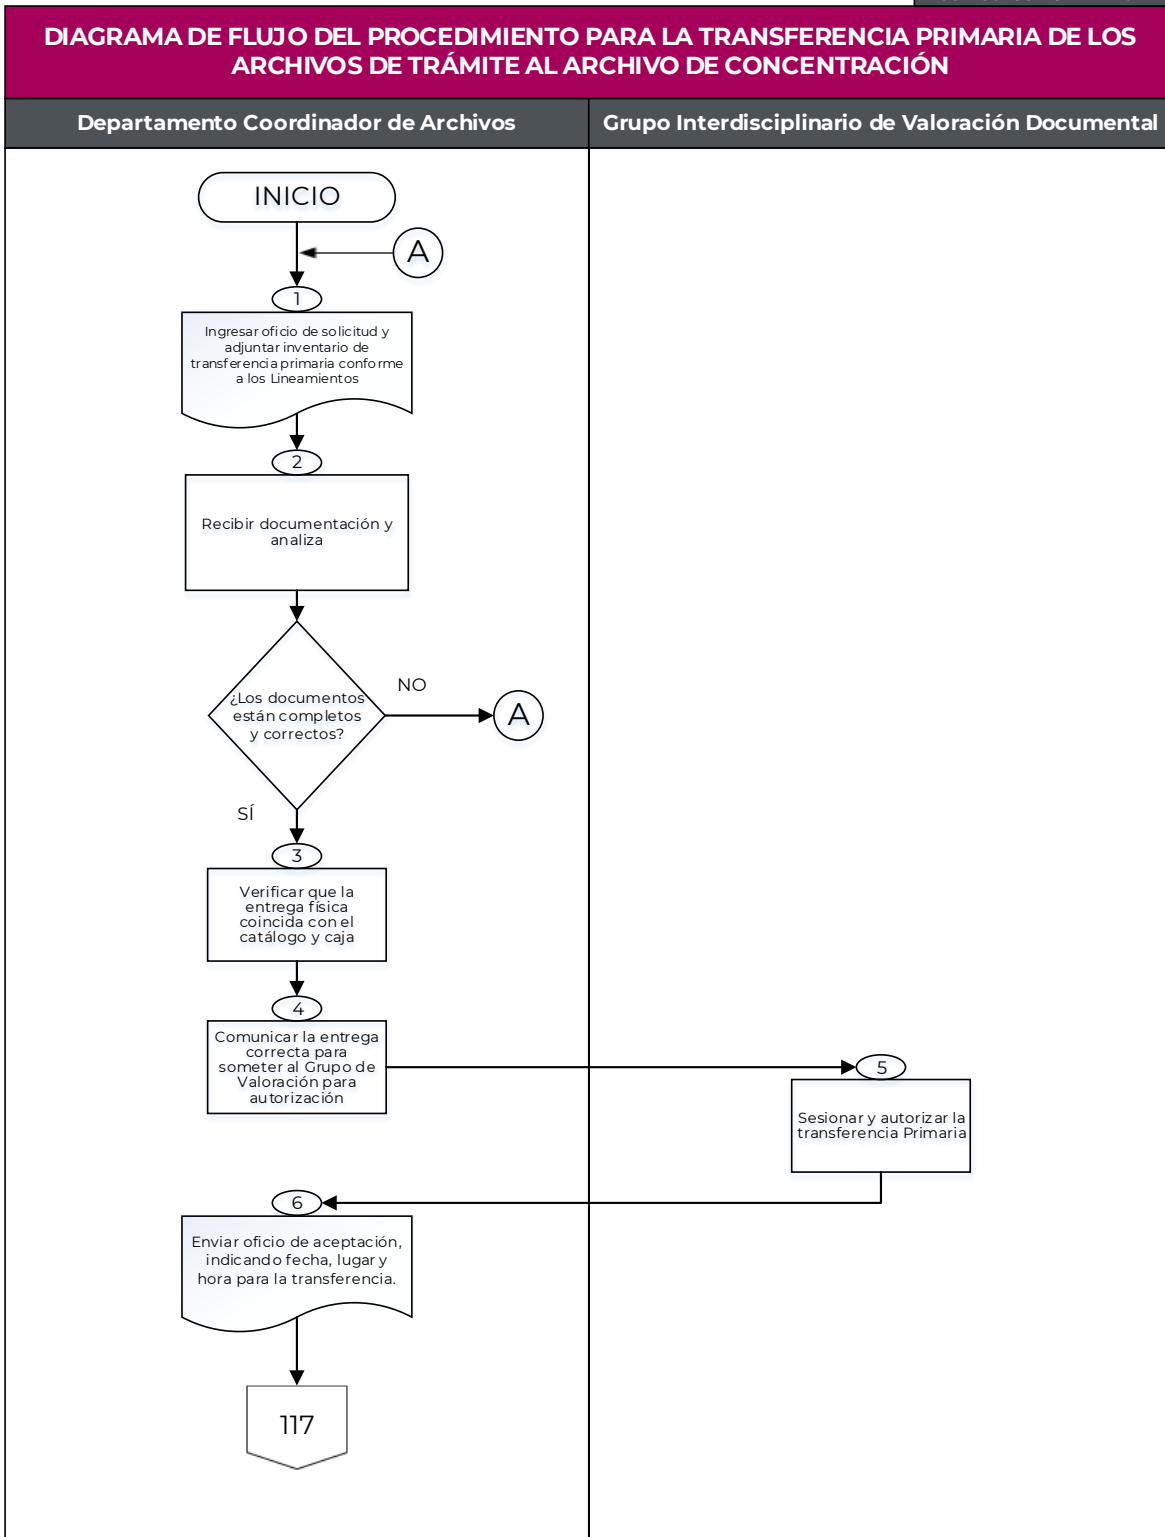 DIAGRAMA DE FLUJO DEL PROCEDIMIENTO PARA LA TRANSFERENCIA PRIMARIA DE LOS
ARCHIVOS DE TRÁMITE AL ARCHIVO DE CONCENTRACIÓN
Departamento Coordinador de Archivos
Grupo Interdisciplinario de Valoración Documental
INICIO
A
1
Ingresar oficio de solicitud y
adjuntar inventario de
transferencia primaria conforme
a los Lineamientos
2
Recibir documentación y
analiza
¿Los documentos
están completos
y correctos?
NO
A
SÍ
3
Verificar que la
entrega física
coincida con el
catálogo y caja
4
Comunicar la entrega
correcta para
someter al Grupo de
Valoración para
autorización
5
Sesionar y autorizar la
transferencia Primaria
6
Enviar oficio de aceptación,
indicando fecha, lugar y
hora para la transferencia.
117